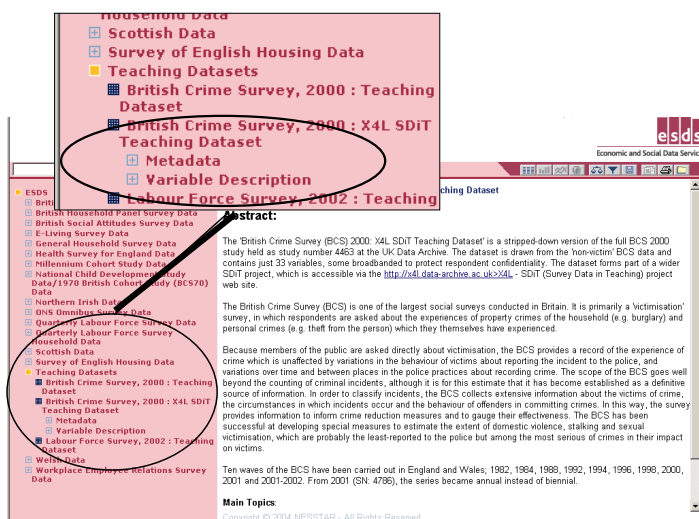 Household Data
Scottish Data
Survey of English Housing Data
Teaching Datasets
British Crime Survey, 2000 : Teaching
Dataset
British Crime Survey, 2000 : X4L SDiT
Teaching Dataset
Metadata
Variable Description
Labour Force Survey, 2002 : Teaching
esds
Economic and Social Data Servic
ESDS
Briti
British Household Panel Survey Data
British Social Attitudes Survey Data
E-Living Survey Data
General Household Survey Data
Health Survey for England Data
Millennium Cohort Study Data
National Child Development Study
Data/1970 British Cohort Study (BCS70)
Data
Northern Irish Data
ONS Omnibus Survey Data
Quarterly Labour Force Survey Data
Quarterly Labour Force Survey
Household Data
Scottish Data
Survey of English Housing Data
Teaching Datasets
British Crime Survey, 2000 : Teaching
Dataset
British Crime Survey, 2000 : X4L SDiT
Teaching Dataset
Metadata
Variable Description
Labour Force Survey, 2002 : Teaching
Dataset
Welsh Data
Workplace Employee Relations Survey
Data
ching Dataset
Abstract:
The 'British Crime Survey (BCS) 2000: X4L SDiT Teaching Dataset' is a stripped-down version of the full BCS 2000
study held as study number 4463 at the UK Data Archive. The dataset is drawn from the 'non-victim' BCS data and
contains just 33 variables, some broadbanded to protect respondent confidentiality. The dataset forms part of a wider
SDiT project, which is accessible via the http://x4l.data-archive.ac.uk>X4L - SDiT (Survey Data in Teaching) project
web site.
The British Crime Survey (BCS) is one of the largest social surveys conducted in Britain. It is primarily a 'victimisation'
survey, in which respondents are asked about the experiences of property crimes of the household (e.g. burglary) and
personal crimes (e.g. theft from the person) which they themselves have experienced.
Because members of the public are asked directly about victimisation, the BCS provides a record of the experience of
crime which is unaffected by variations in the behaviour of victims about reporting the incident to the police, and
variations over time and between places in the police practices about recording crime. The scope of the BCS goes well
beyond the counting of criminal incidents, although it is for this estimate that it has become established as a definitive
source of information. In order to classify incidents, the BCS collects extensive information about the victims of crime,
the circumstances in which incidents occur and the behaviour of offenders in committing crimes. In this way, the survey
provides information to inform crime reduction measures and to gauge their effectiveness. The BCS has been
successful at developing special measures to estimate the extent of domestic violence, stalking and sexual
victimisation, which are probably the least-reported to the police but among the most serious of crimes in their impact
on victims.
Ten waves of the BCS have been carried out in England and Wales; 1982, 1984, 1988, 1992, 1994, 1996, 1998, 2000,
2001 and 2001-2002. From 2001 (SN: 4786), the series became annual instead of biennial.
Main Topics:
Copyright © 2004 NESSTAR - All Rights Reserved